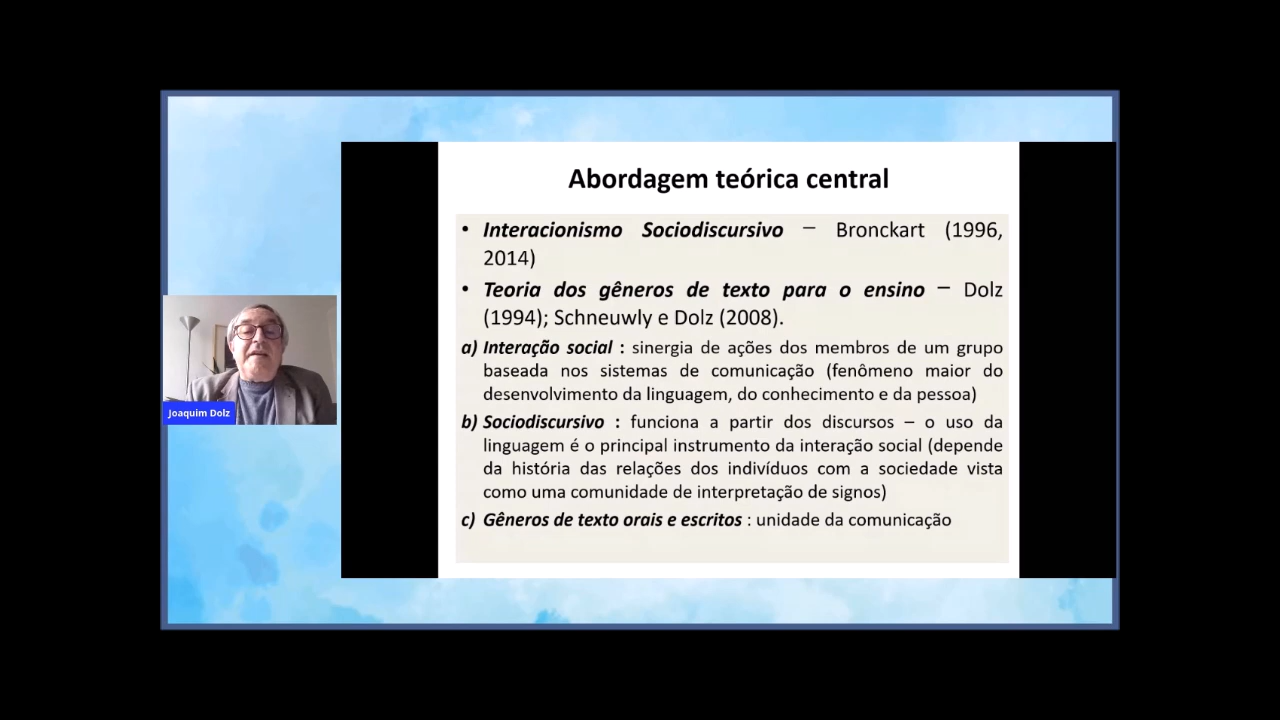 Abordagem teórica central
• Interacionismo Sociodiscursivo – Bronckart (1996,
2014)
• Teoria dos gêneros de texto para o ensino – Dolz
(1994); Schneuwly e Dolz (2008).
a) Interação social : sinergia de ações dos membros de um grupo
baseada nos sistemas de comunicação (fenômeno maior do
desenvolvimento da linguagem, do conhecimento e da pessoa)
b) Sociodiscursivo : funciona a partir dos discursos – o uso da
linguagem é o principal instrumento da interação social (depende
da história das relações dos indivíduos com a sociedade vista
como uma comunidade de interpretação de signos)
c) Gêneros de texto orais e escritos : unidade da comunicação
Joaquim Dolz